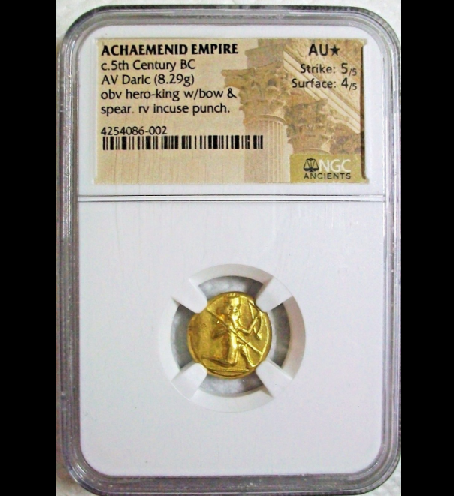 ACHAEMENID EMPIRE
c.5th Century BC
AV Daric (8.29g)
obv hero-king w/bow &
spear. rv incuse punch.
4254086-002
AU★
Strike: 5/5
Surface: 4/5
NGC
ANCIENTS